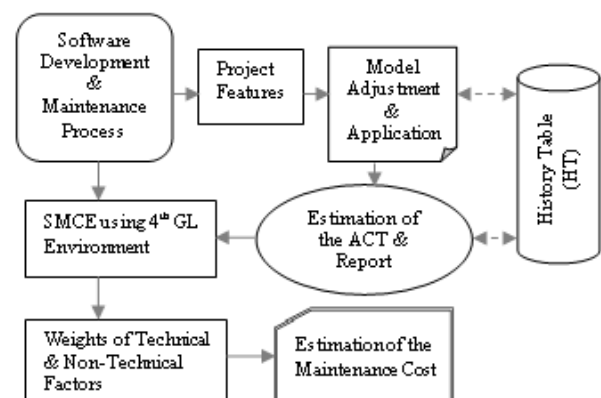 Software
Development
&
Maintenance
Process
Project
Features
Model
Adjustment
&
Application
History Table
(HT)
SMCE using 4th GL
Environment
Estimation of
the ACT &
Report
Weights of Technical
& Non-Technical
Factors
Estimation of the
Maintenance Cost